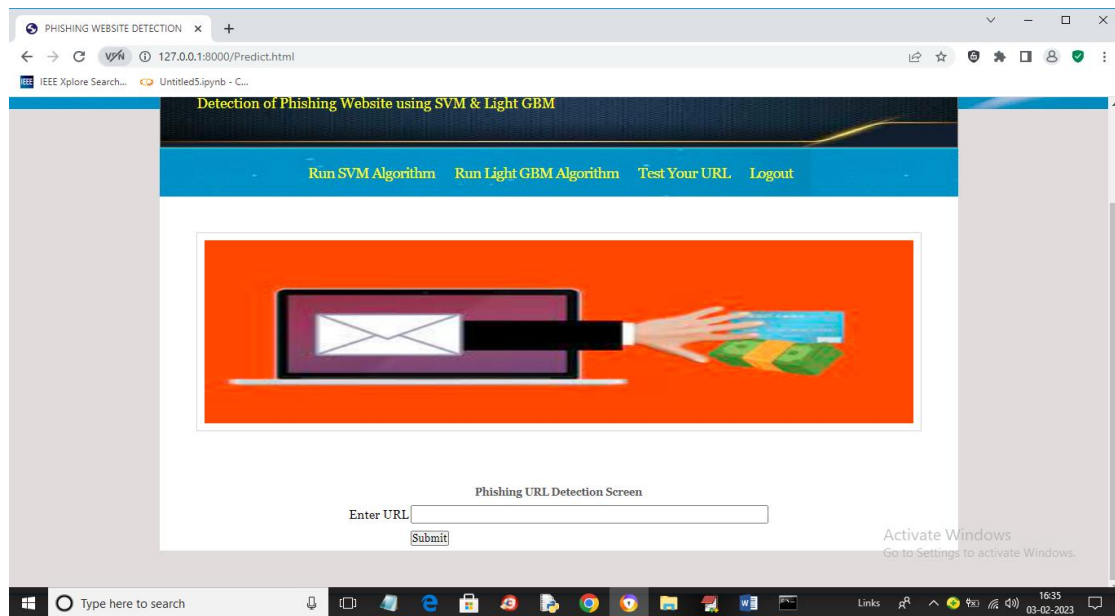 PHISHING WEBSITE DETECTION
VPN
127.0.0.1:8000/Predict.html
IEEE
IEEE Xplore Search...
Untitled5.ipynb - C...
Detection of Phishing Website using SVM & Light GBM
Run SVM Algorithm Run Light GBM Algorithm Test Your URL Logout
Phishing URL Detection Screen
Enter URL
Submit
Activate Windows
Go to Settings to activate Windows.
Type here to search
Links
16:35
03-02-2023